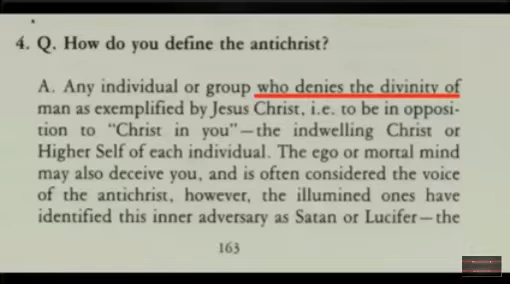 4. Q. How do you define the antichrist?
A. Any individual or group who denies the divinity of
man as exemplified by Jesus Christ, i.e. to be in opposi-
tion to “Christ in you”—the indwelling Christ or
Higher Self of each individual. The ego or mortal mind
may also deceive you, and is often considered the voice
of the antichrist, however, the illumined ones have
identified this inner adversary as Satan or Lucifer—the
163